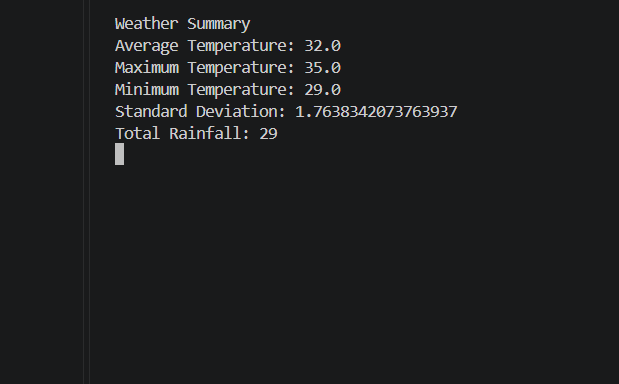 Weather Summary
Average Temperature: 32.0
Maximum Temperature: 35.0
Minimum Temperature: 29.0
Standard Deviation: 1.7638342073763937
Total Rainfall: 29